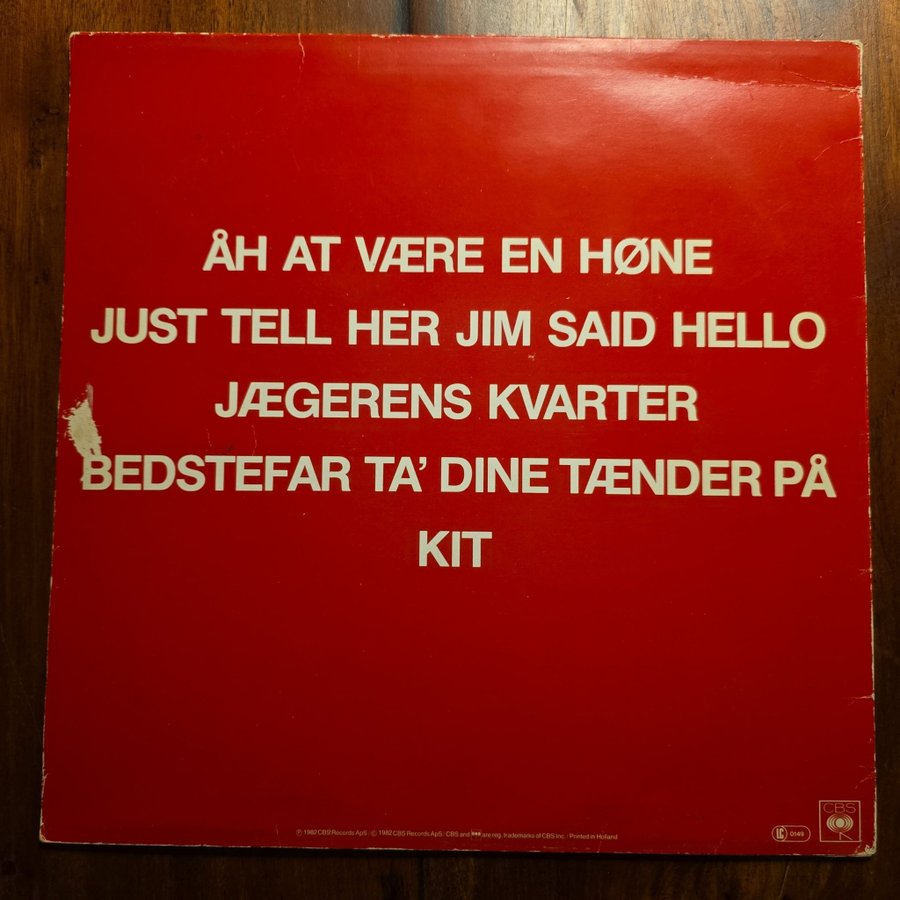 ÅH AT VÆRE EN HØNE
JUST TELL HER JIM SAID HELLO
JÆGERENS KVARTER
BEDSTEFAR TA' DINE TÆNDER PÅ
KIT
℗ 1982 CBS Records ApS / © 1982 CBS Records ApS / CBS and are reg. trademarks of CBS Inc. / Printed in Holland
LC 0149
CBS